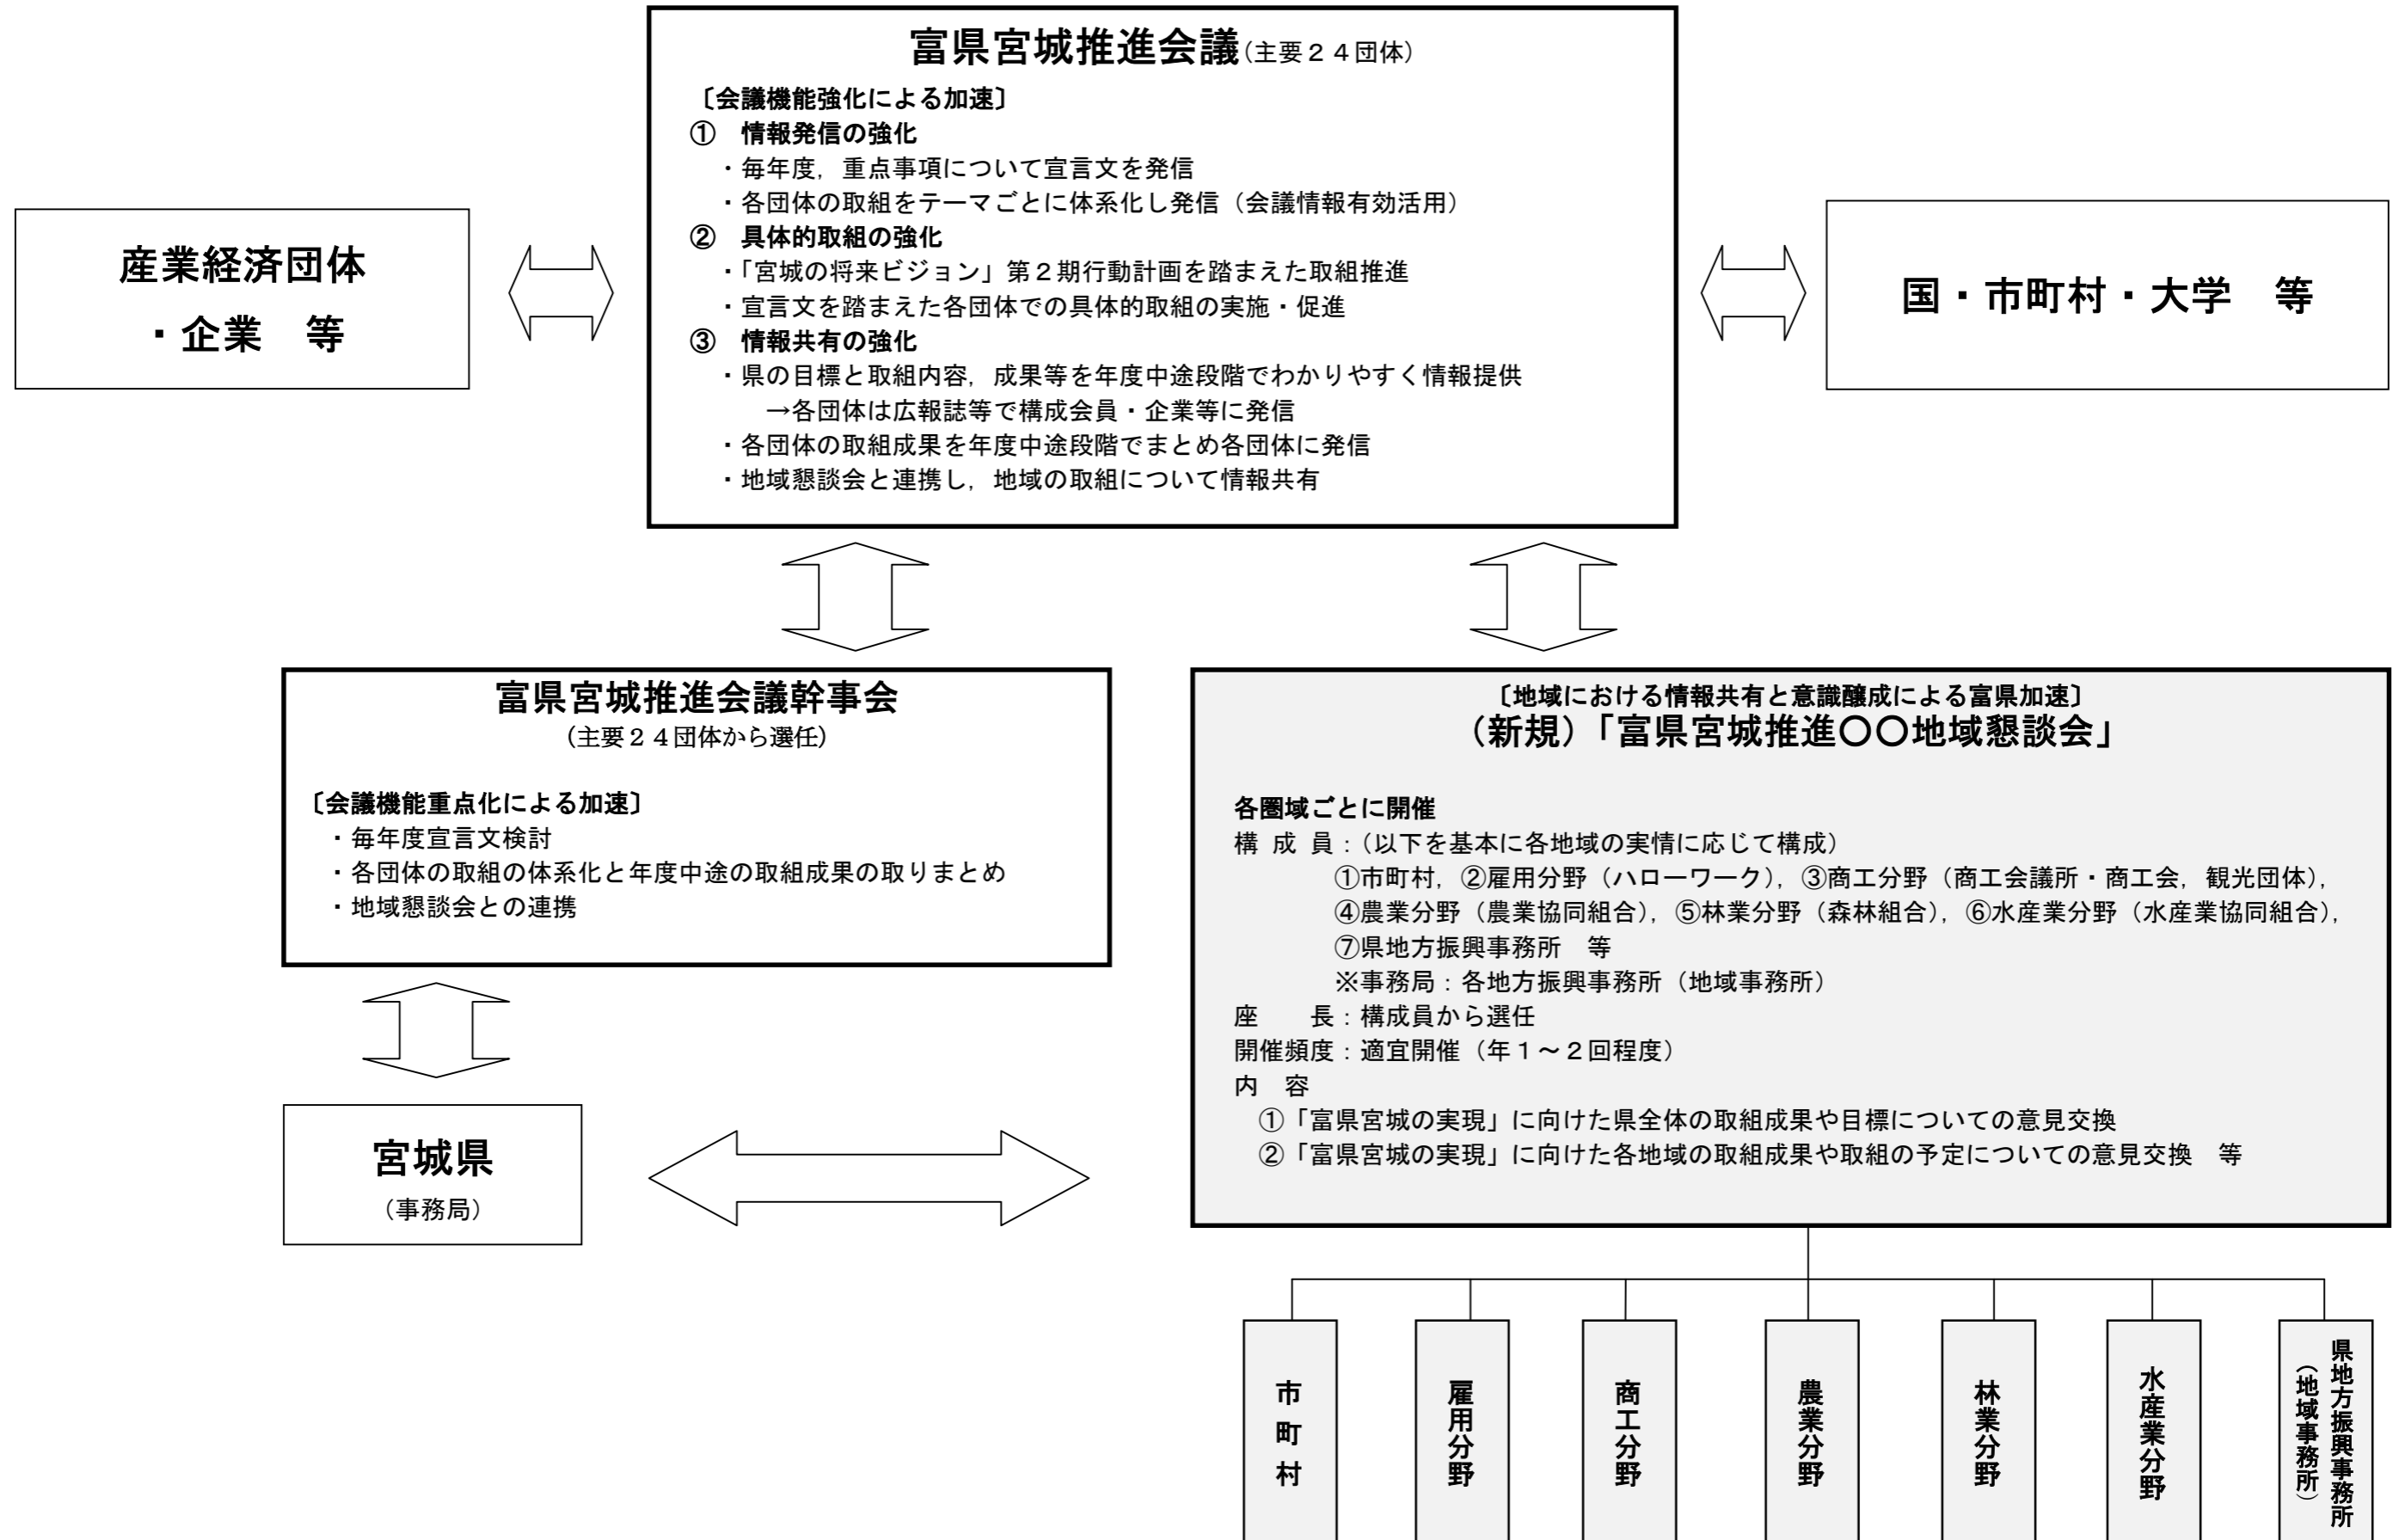 富県宮城推進会議(主要２４団体)
〔会議機能強化による加速〕
①　情報発信の強化
・毎年度，重点事項について宣言文を発信
・各団体の取組をテーマごとに体系化し発信（会議情報有効活用）
②　具体的取組の強化
・「宮城の将来ビジョン」第２期行動計画を踏まえた取組推進
・宣言文を踏まえた各団体での具体的取組の実施・促進
③　情報共有の強化
・県の目標と取組内容，成果等を年度中途段階でわかりやすく情報提供
→各団体は広報誌等で構成会員・企業等に発信
・各団体の取組成果を年度中途段階でまとめ各団体に発信
・地域懇談会と連携し，地域の取組について情報共有
産業経済団体
・企業　等
国・市町村・大学　等
富県宮城推進会議幹事会
（主要２４団体から選任）
〔会議機能重点化による加速〕
・毎年度宣言文検討
・各団体の取組の体系化と年度中途の取組成果の取りまとめ
・地域懇談会との連携
〔地域における情報共有と意識醸成による富県加速〕
（新規）「富県宮城推進〇〇地域懇談会」
各圏域ごとに開催
構 成 員：（以下を基本に各地域の実情に応じて構成）
①市町村，②雇用分野（ハローワーク），③商工分野（商工会議所・商工会，観光団体），
④農業分野（農業協同組合），⑤林業分野（森林組合），⑥水産業分野（水産業協同組合），
⑦県地方振興事務所　等
※事務局：各地方振興事務所（地域事務所）
座　　長：構成員から選任
開催頻度：適宜開催（年１～２回程度）
内　容
①「富県宮城の実現」に向けた県全体の取組成果や目標についての意見交換
②「富県宮城の実現」に向けた各地域の取組成果や取組の予定についての意見交換　等
宮城県
（事務局）
市町村
雇用分野
商工分野
農業分野
林業分野
水産業分野
県地方振興事務所
（地域事務所）